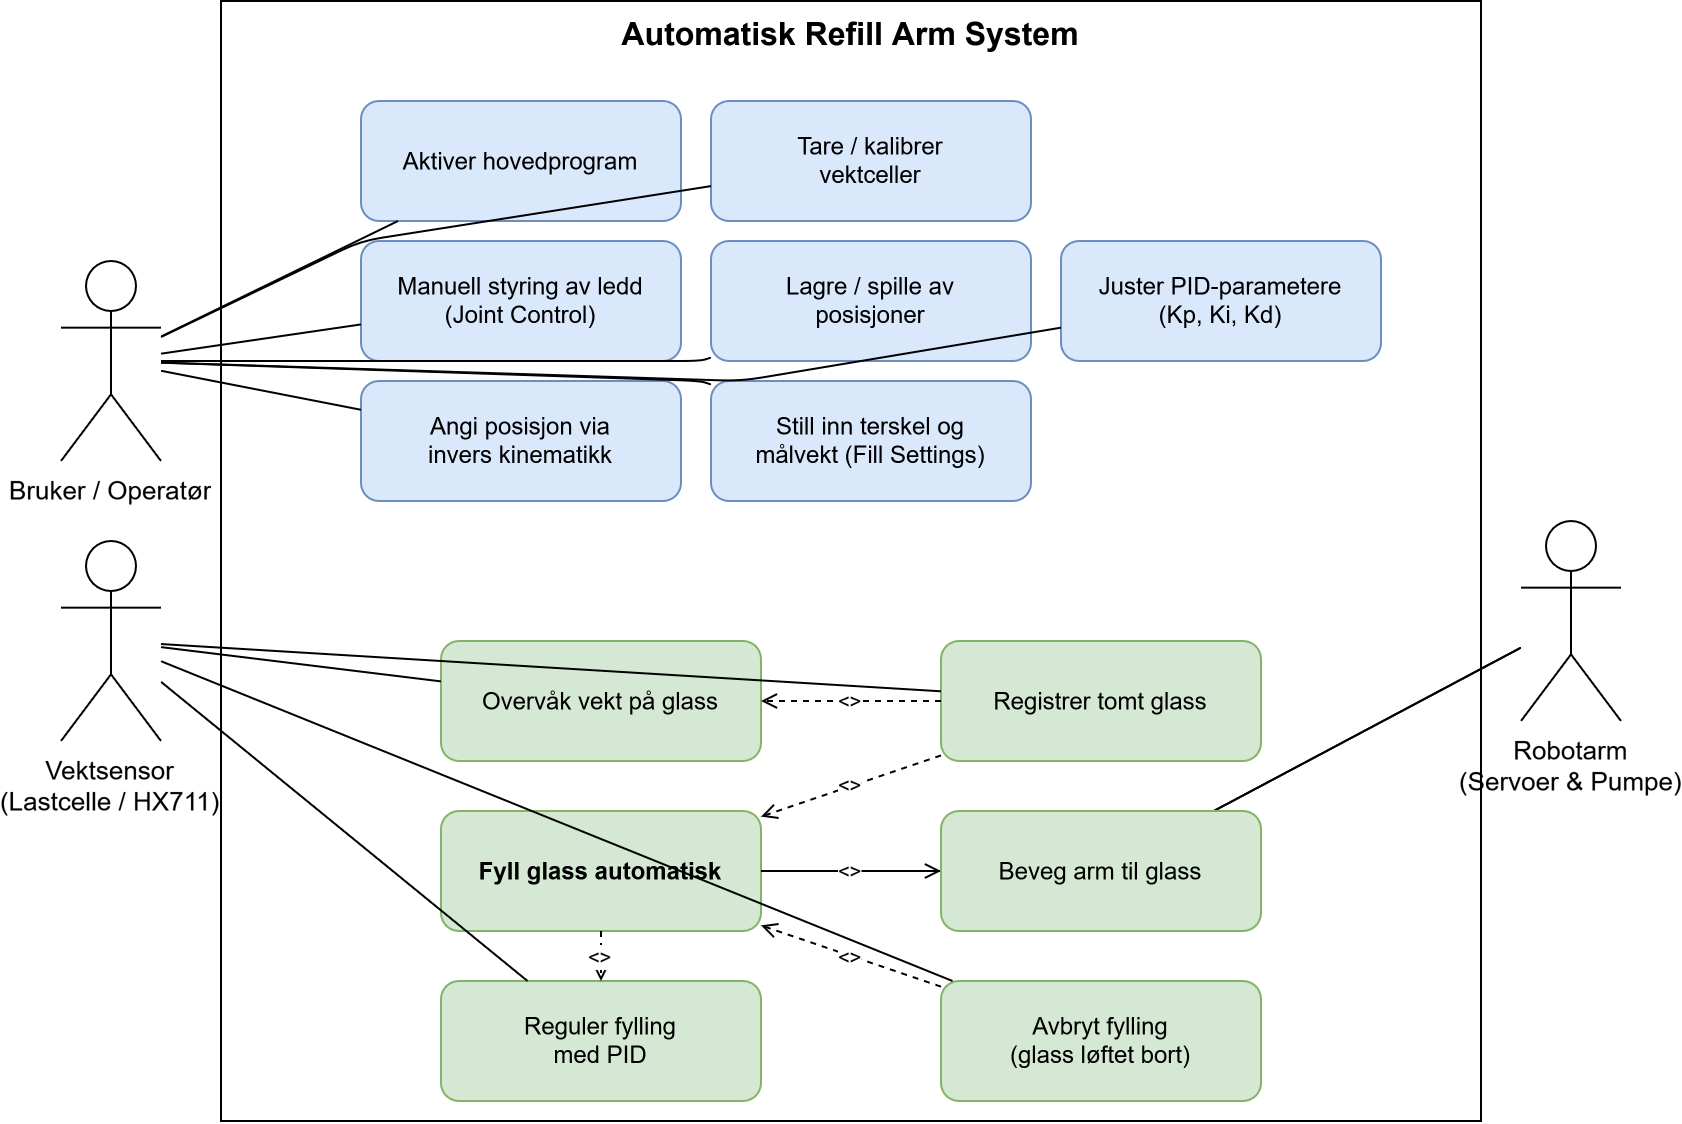 Automatisk Refill Arm System
Aktiver hovedprogram
Tare / kalibrer
vektceller
Manuell styring av ledd
(Joint Control)
Lagre / spille av
posisjoner
Juster PID-parametere
(Kp, Ki, Kd)
Angi posisjon via
invers kinematikk
Still inn terskel og
målvekt (Fill Settings)
Bruker / Operatør
Vektsensor
(Lastcelle / HX711)
Robotarm
(Servoer & Pumpe)
Overvåk vekt på glass
<>
Registrer tomt glass
<>
Fyll glass automatisk
<>
Beveg arm til glass
<>
<>
Reguler fylling
med PID
Avbryt fylling
(glass løftet bort)